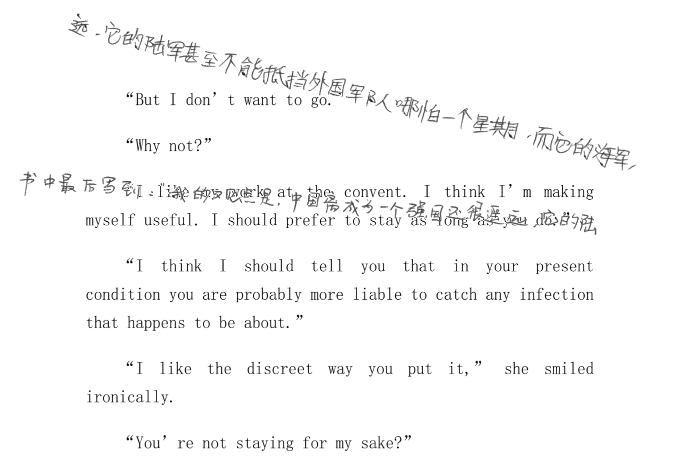 远.它的陆军甚至不能抵挡外国军人哪怕一个星期,而它的海军,
“But I don’t want to go.”
“Why not?”
书中最后写到:“我的观点是,中国需成为一个强国还很遥远,它的陆
“I like my work at the convent. I think I’m making
myself useful. I should prefer to stay as long as you do.”
“I think I should tell you that in your present
condition you are probably more liable to catch any infection
that happens to be about.”
“I like the discreet way you put it,” she smiled
ironically.
“You’re not staying for my sake?”